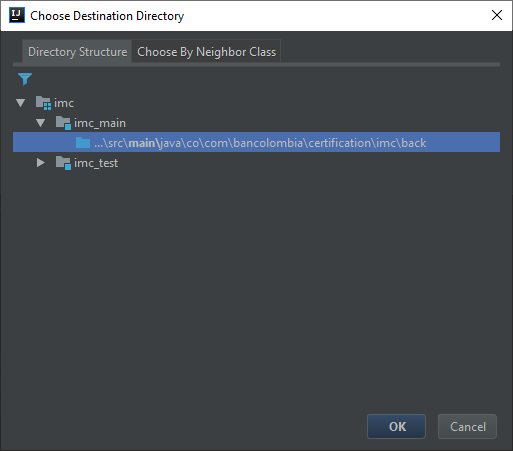 IJ Choose Destination Directory
Directory Structure Choose By Neighbor Class
imc
imc_main
...\src\main\java\co\com\bancolombia\certification\imc\back
imc_test
OK Cancel